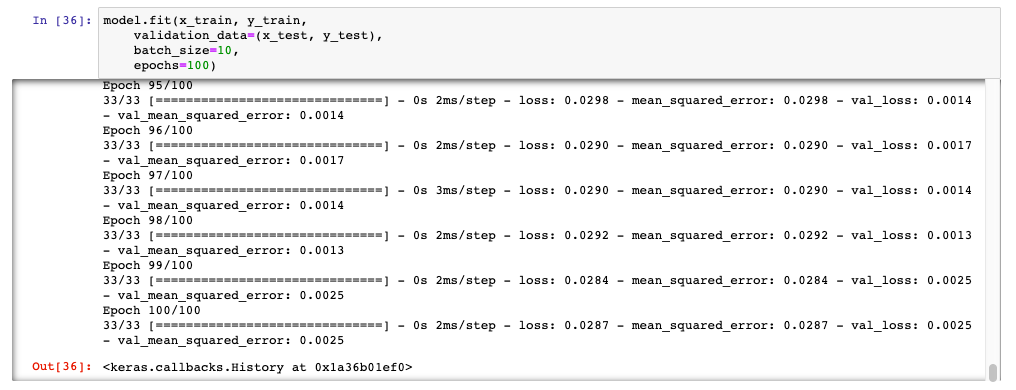 In [36]: model.fit(x_train, y_train,
validation_data=(x_test, y_test),
batch_size=10,
epochs=100)
Epoch 95/100
33/33 [==============================] - 0s 2ms/step - loss: 0.0298 - mean_squared_error: 0.0298 - val_loss: 0.0014
- val_mean_squared_error: 0.0014
Epoch 96/100
33/33 [==============================] - 0s 2ms/step - loss: 0.0290 - mean_squared_error: 0.0290 - val_loss: 0.0017
- val_mean_squared_error: 0.0017
Epoch 97/100
33/33 [==============================] - 0s 3ms/step - loss: 0.0290 - mean_squared_error: 0.0290 - val_loss: 0.0014
- val_mean_squared_error: 0.0014
Epoch 98/100
33/33 [==============================] - 0s 2ms/step - loss: 0.0292 - mean_squared_error: 0.0292 - val_loss: 0.0013
- val_mean_squared_error: 0.0013
Epoch 99/100
33/33 [==============================] - 0s 2ms/step - loss: 0.0284 - mean_squared_error: 0.0284 - val_loss: 0.0025
- val_mean_squared_error: 0.0025
Epoch 100/100
33/33 [==============================] - 0s 2ms/step - loss: 0.0287 - mean_squared_error: 0.0287 - val_loss: 0.0025
- val_mean_squared_error: 0.0025
Out[36]: <keras.callbacks.History at 0x1a36b01ef0>